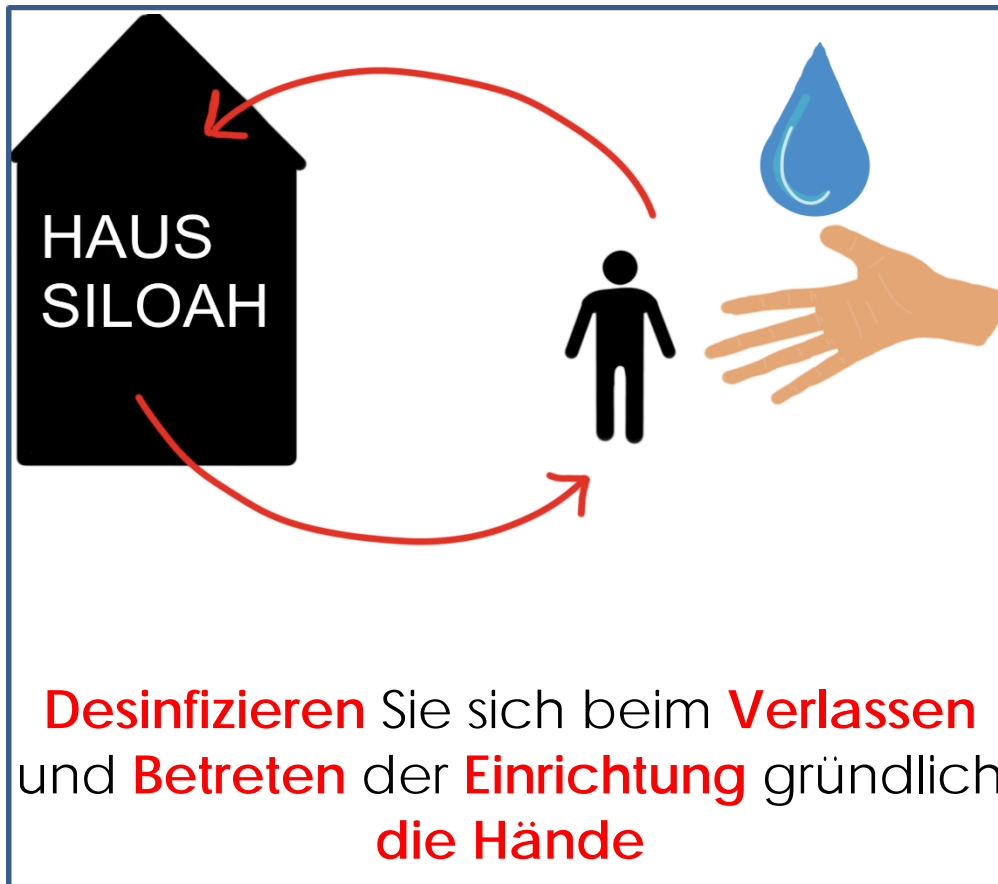 HAUS
SILOAH
Desinfizieren Sie sich beim Verlassen
und Betreten der Einrichtung gründlich
die Hände